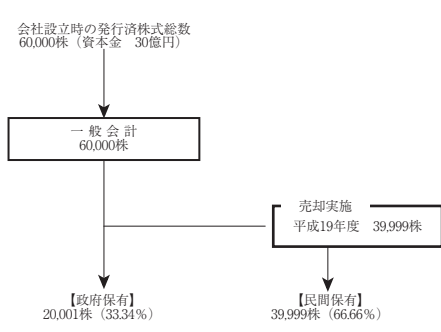 会社設立時の発行済株式総数
60,000株（資本金　30億円）
一 般 会 計
60,000株
売却実施
平成19年度　39,999株
【政府保有】
20,001株（33.34％）
【民間保有】
39,999株（66.66％）